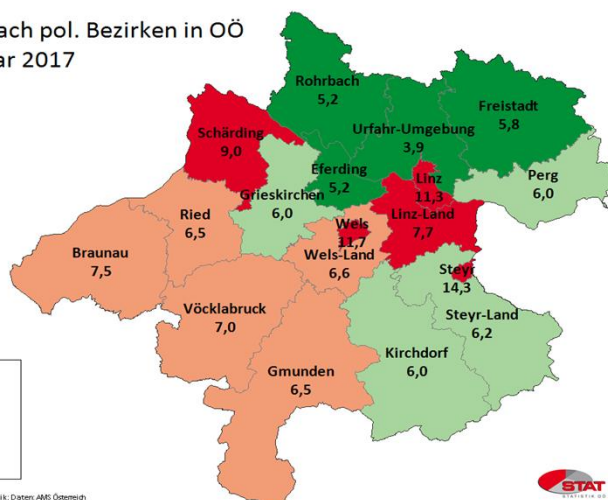 ach pol. Bezirken in OÖ
ar 2017
Rohrbach
5,2
Freistadt
5,8
Urfahr-Umgebung
3,9
Schärding
9,0
Eferding
5,2
Linz
11,3
Perg
6,0
Grieskirchen
6,0
Ried
6,5
Wels
11,7
Linz-Land
7,7
Braunau
7,5
Wels-Land
6,6
Steyr
14,3
Vöcklabruck
7,0
Steyr-Land
6,2
Kirchdorf
6,0
Gmunden
6,5
ik; Daten: AMS Österreich
STAT
STATISTIK OÖ